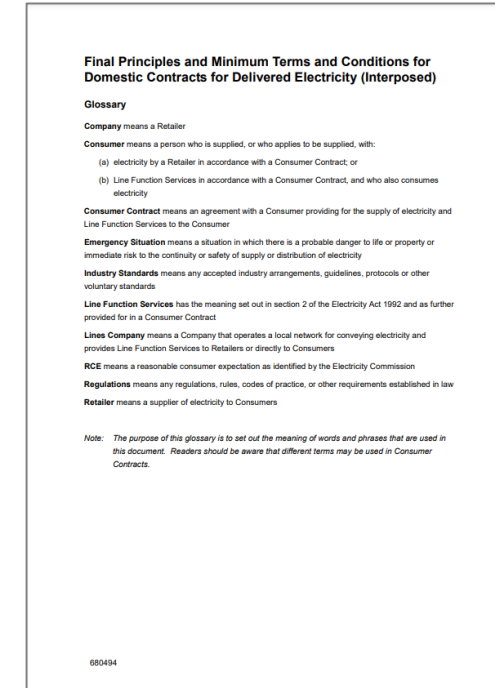 Final Principles and Minimum Terms and Conditions for
Domestic Contracts for Delivered Electricity (Interposed)
Glossary
Company means a Retailer
Consumer means a person who is supplied, or who applies to be supplied, with:
(a) electricity by a Retailer in accordance with a Consumer Contract; or
(b) Line Function Services in accordance with a Consumer Contract, and who also consumes
electricity
Consumer Contract means an agreement with a Consumer providing for the supply of electricity and
Line Function Services to the Consumer
Emergency Situation means a situation in which there is a probable danger to life or property or
immediate risk to the continuity or safety of supply or distribution of electricity
Industry Standards means any accepted industry arrangements, guidelines, protocols or other
voluntary standards
Line Function Services has the meaning set out in section 2 of the Electricity Act 1992 and as further
provided for in a Consumer Contract
Lines Company means a Company that operates a local network for conveying electricity and
provides Line Function Services to Retailers or directly to Consumers
RCE means a reasonable consumer expectation as identified by the Electricity Commission
Regulations means any regulations, rules, codes of practice, or other requirements established in law
Retailer means a supplier of electricity to Consumers
Note: The purpose of this glossary is to set out the meaning of words and phrases that are used in
this document. Readers should be aware that different terms may be used in Consumer
Contracts.
680494